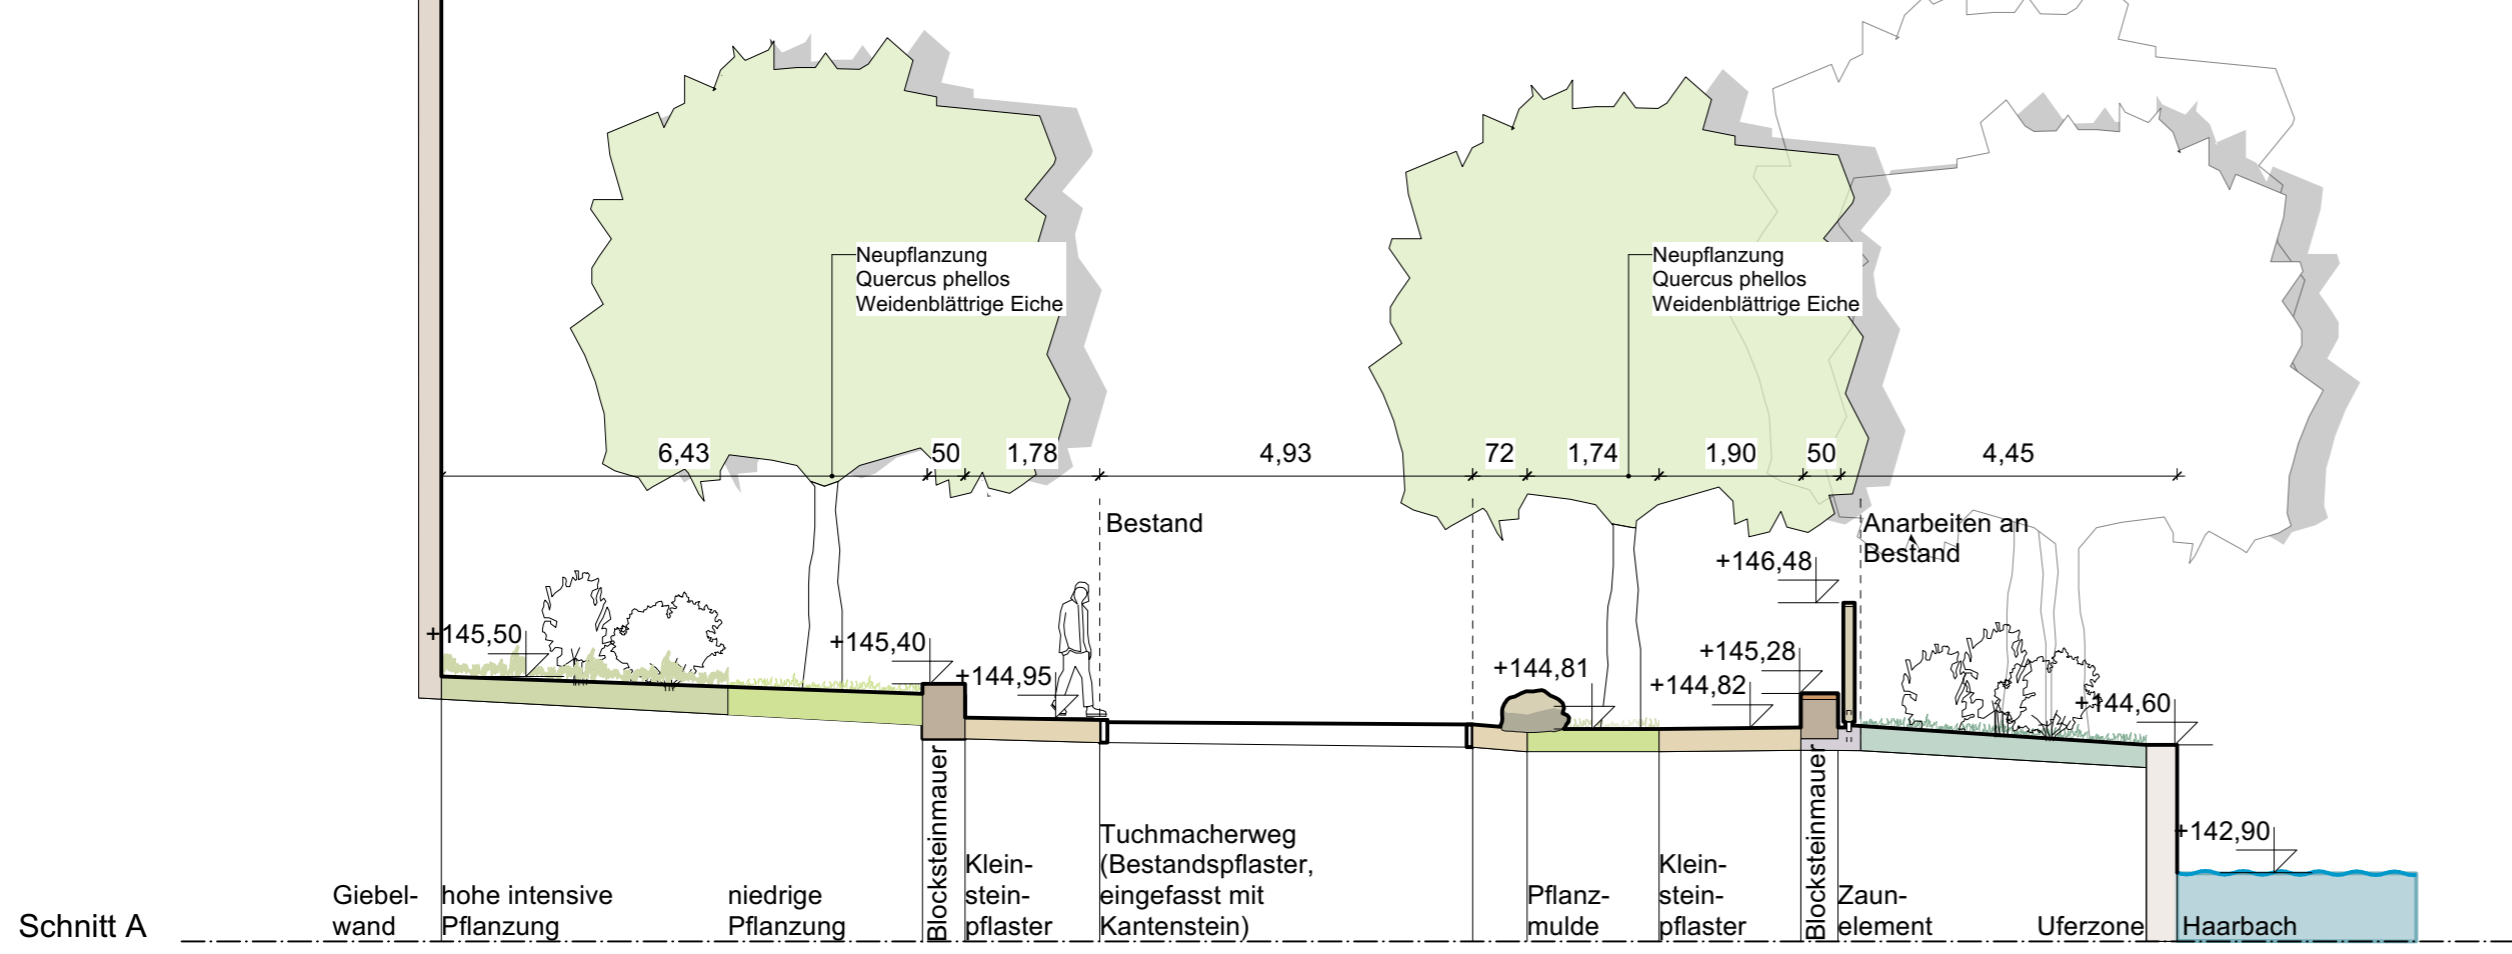 Neupflanzung
Quercus phellos
Weidenblättrige Eiche
Neupflanzung
Quercus phellos
Weidenblättrige Eiche
6,43
50
1,78
4,93
72
1,74
1,90
50
4,45
Bestand
Anarbeiten an
Bestand
+146,48
+145,50
+145,40
+144,95
+144,81
+145,28
+144,82
+144,60
+142,90
Schnitt A
Giebel-
wand
hohe intensive
Pflanzung
niedrige
Pflanzung
Blocksteinmauer
Klein-
stein-
pflaster
Tuchmacherweg
(Bestandspflaster,
eingefasst mit
Kantenstein)
Pflanz-
mulde
Klein-
stein-
pflaster
Blocksteinmauer
Zaun-
element
Uferzone
Haarbach